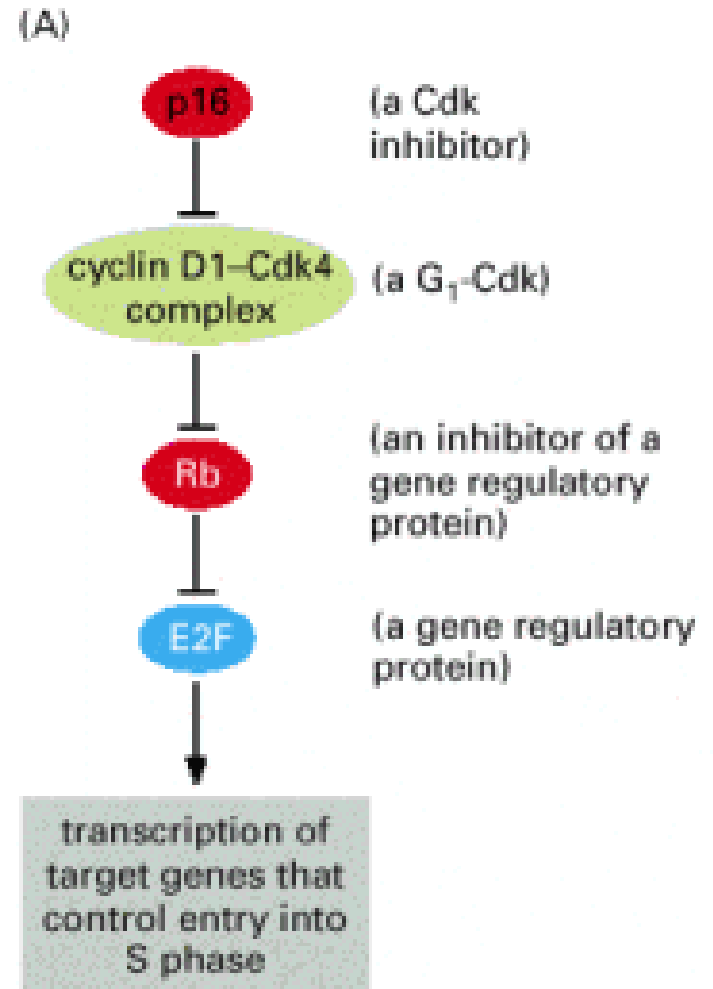 (A)
p16
(a Cdk
inhibitor)
cyclin D1–Cdk4
complex
(a G₁-Cdk)
Rb
(an inhibitor of a
gene regulatory
protein)
E2F
(a gene regulatory
protein)
transcription of
target genes that
control entry into
S phase